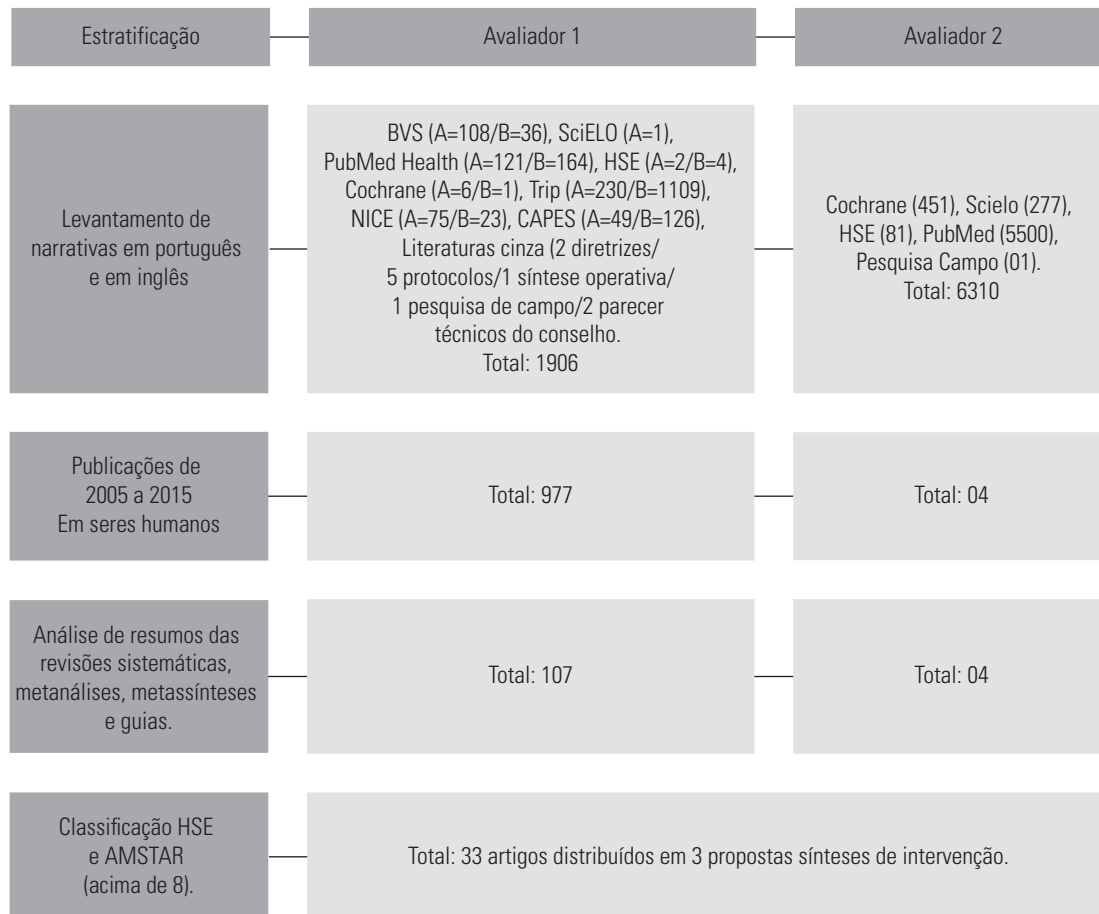 Estratificação
Avaliador 1
Avaliador 2
Levantamento de
narrativas em português
e em inglês
BVS (A=108/B=36), SciELO (A=1),
PubMed Health (A=121/B=164), HSE (A=2/B=4),
Cochrane (A=6/B=1), Trip (A=230/B=1109),
NICE (A=75/B=23), CAPES (A=49/B=126),
Literaturas cinza (2 diretrizes/
5 protocolos/1 síntese operativa/
1 pesquisa de campo/2 parecer
técnicos do conselho.
Total: 1906
Cochrane (451), Scielo (277),
HSE (81), PubMed (5500),
Pesquisa Campo (01).
Total: 6310
Publicações de
2005 a 2015
Em seres humanos
Total: 977
Total: 04
Análise de resumos das
revisões sistemáticas,
metanálises, metassínteses
e guias.
Total: 107
Total: 04
Classificação HSE
e AMSTAR
(acima de 8).
Total: 33 artigos distribuídos em 3 propostas sínteses de intervenção.